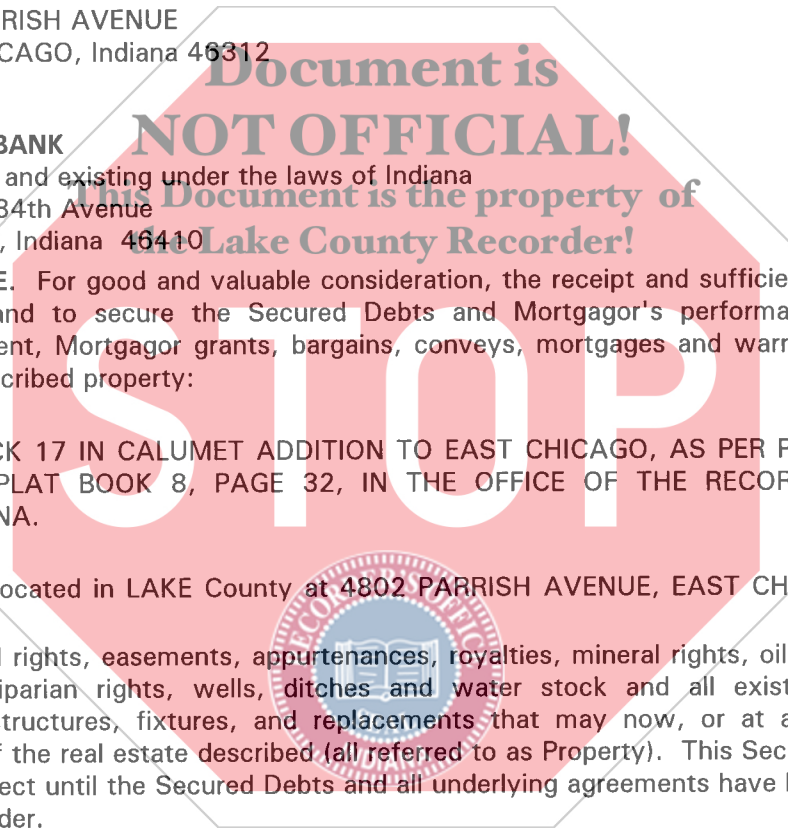 RISH AVENUE
CAGO, Indiana 46312
Document is
NOT OFFICIAL!
BANK
and existing under the laws of Indiana
This Document is the property of
34th Avenue
, Indiana 46410
the Lake County Recorder!
E. For good and valuable consideration, the receipt and sufficie
and to secure the Secured Debts and Mortgagor's performa
ent, Mortgagor grants, bargains, conveys, mortgages and warr
cribed property:
STOP
CK 17 IN CALUMET ADDITION TO EAST CHICAGO, AS PER P
PLAT BOOK 8, PAGE 32, IN THE OFFICE OF THE RECOR
NA.
ocated in LAKE County at 4802 PARRISH AVENUE, EAST CH
RECORDER'S OFFICE
l rights, easements, appurtenances, royalties, mineral rights, oil
iparian rights, wells, ditches and water stock and all exist
tructures, fixtures, and replacements that may now, or at a
f the real estate described (all referred to as Property). This Sec
INDIANA
ect until the Secured Debts and all underlying agreements have b
der.